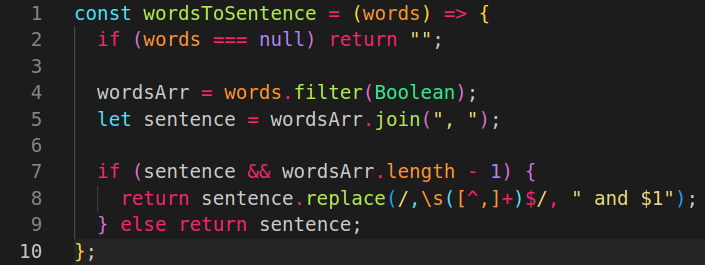 1 const wordsToSentence = (words) => {
2   if (words === null) return "";
3
4   wordsArr = words.filter(Boolean);
5   let sentence = wordsArr.join(", ");
6
7   if (sentence && wordsArr.length - 1) {
8     return sentence.replace(/,\s([^,]+)$/, " and $1");
9   } else return sentence;
10 };